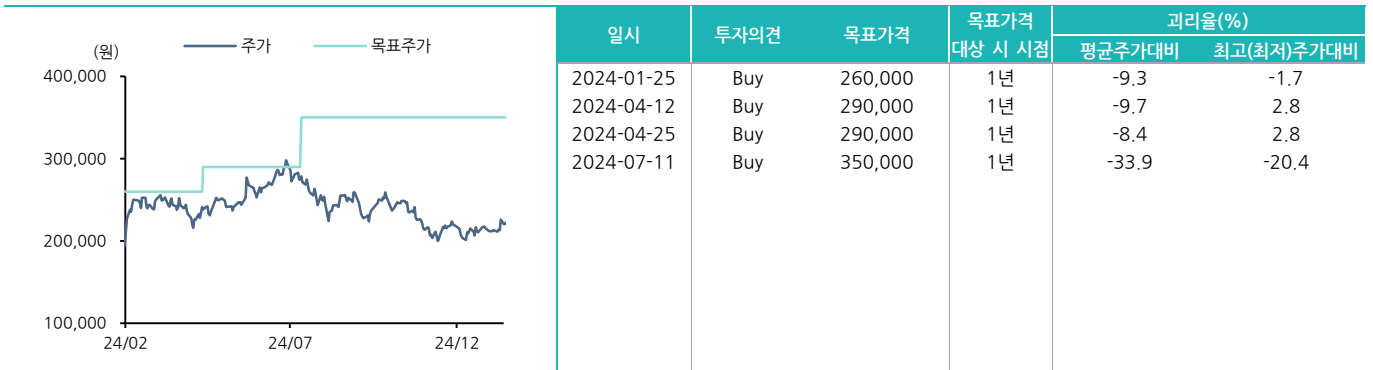 (원)
주가
목표주가
400,000
300,000
200,000
100,000
24/02
24/07
24/12
일시 투자의견 목표가격 목표가격 대상 시 시점 괴리율(%)
평균주가대비 최고(최저)주가대비
2024-01-25 Buy 260,000 1년 -9.3 -1.7
2024-04-12 Buy 290,000 1년 -9.7 2.8
2024-04-25 Buy 290,000 1년 -8.4 2.8
2024-07-11 Buy 350,000 1년 -33.9 -20.4